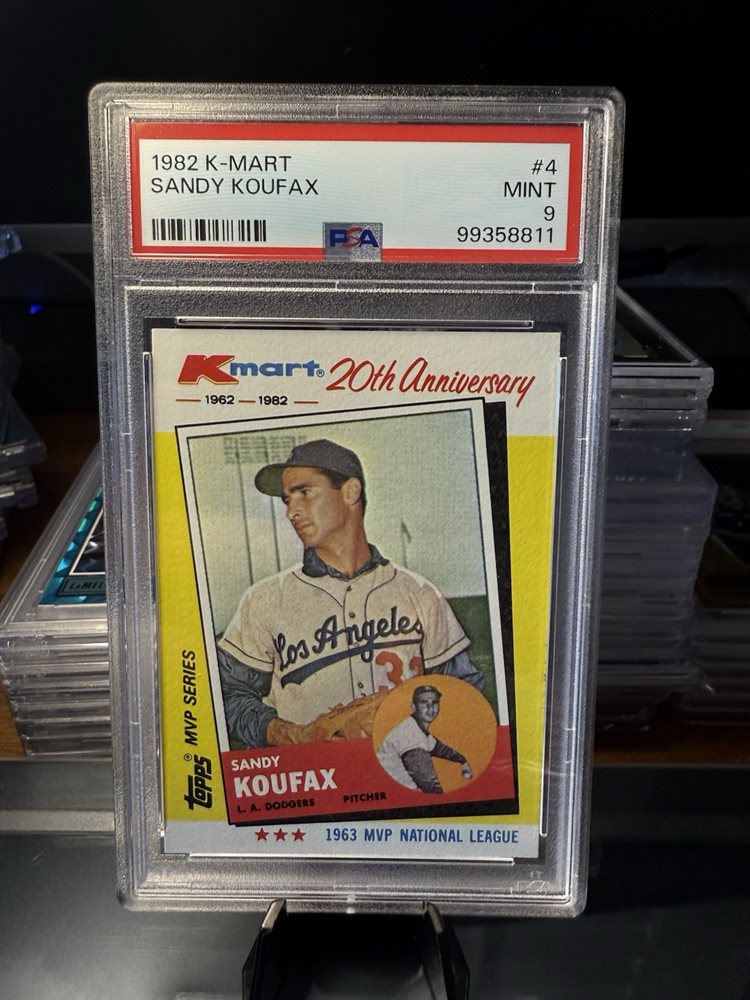 1982 K-MART #4
SANDY KOUFAX MINT
9
PSA 99358811
Kmart® 20th Anniversary
1962 — 1982
Los Angeles
3
SANDY
KOUFAX
L. A. DODGERS PITCHER
topps® MVP SERIES
★★★ 1963 MVP NATIONAL LEAGUE